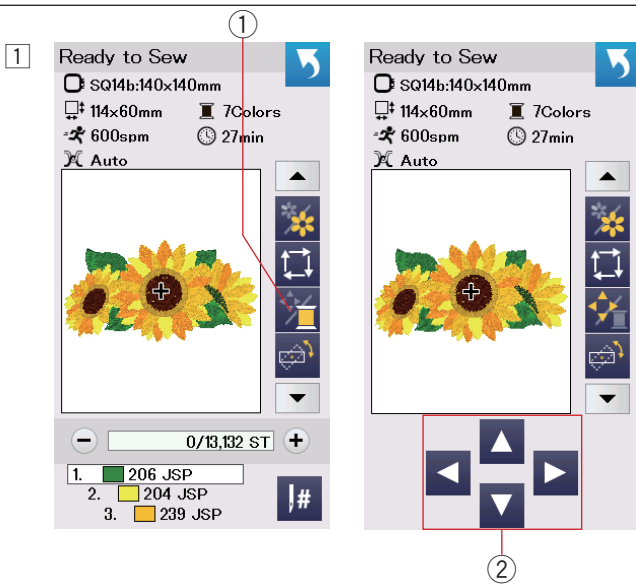 ①
1
Ready to Sew
SQ14b:140x140mm
114x60mm 7Colors
600spm 27min
Auto
0/13,132 ST
1. 206 JSP
2. 204 JSP
3. 239 JSP
#
Ready to Sew
SQ14b:140x140mm
114x60mm 7Colors
600spm 27min
Auto
②